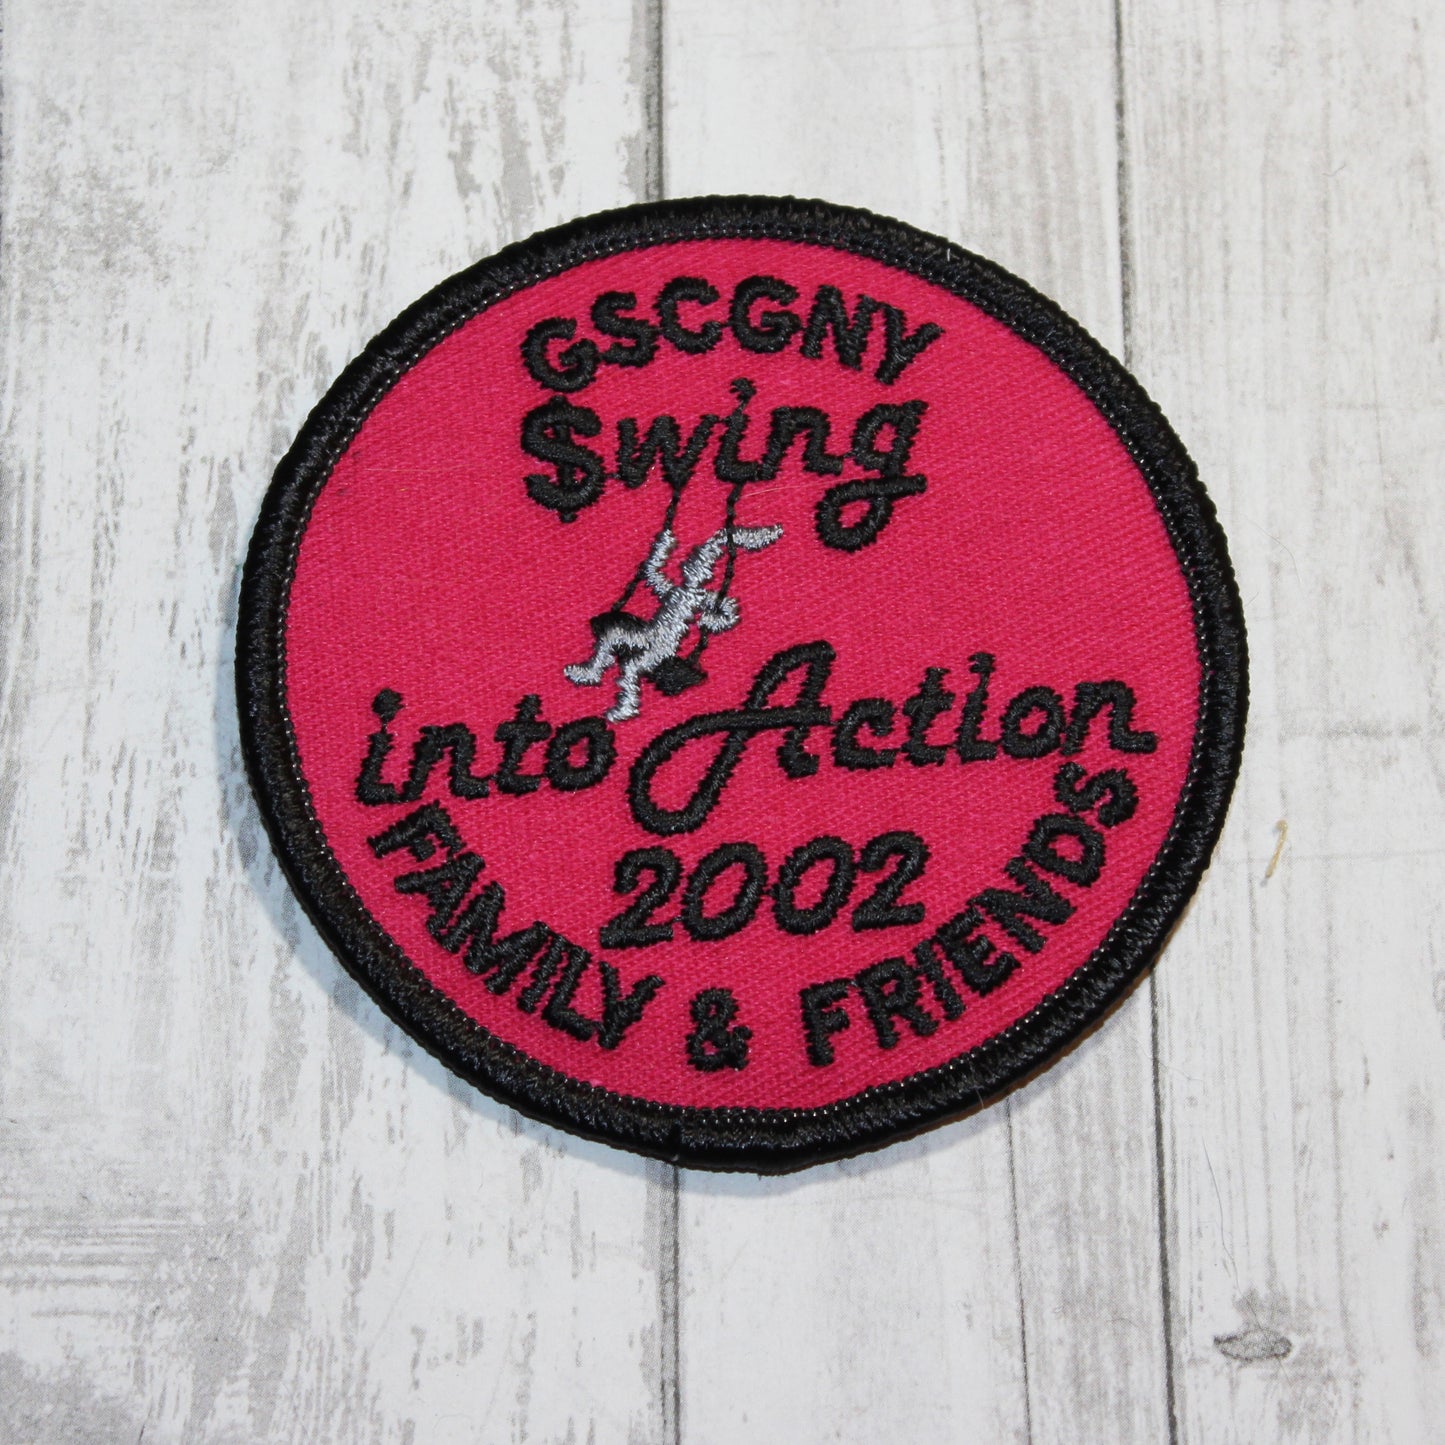 GSCGNY
$wing
into Action
2002
FAMILY & FRIENDS